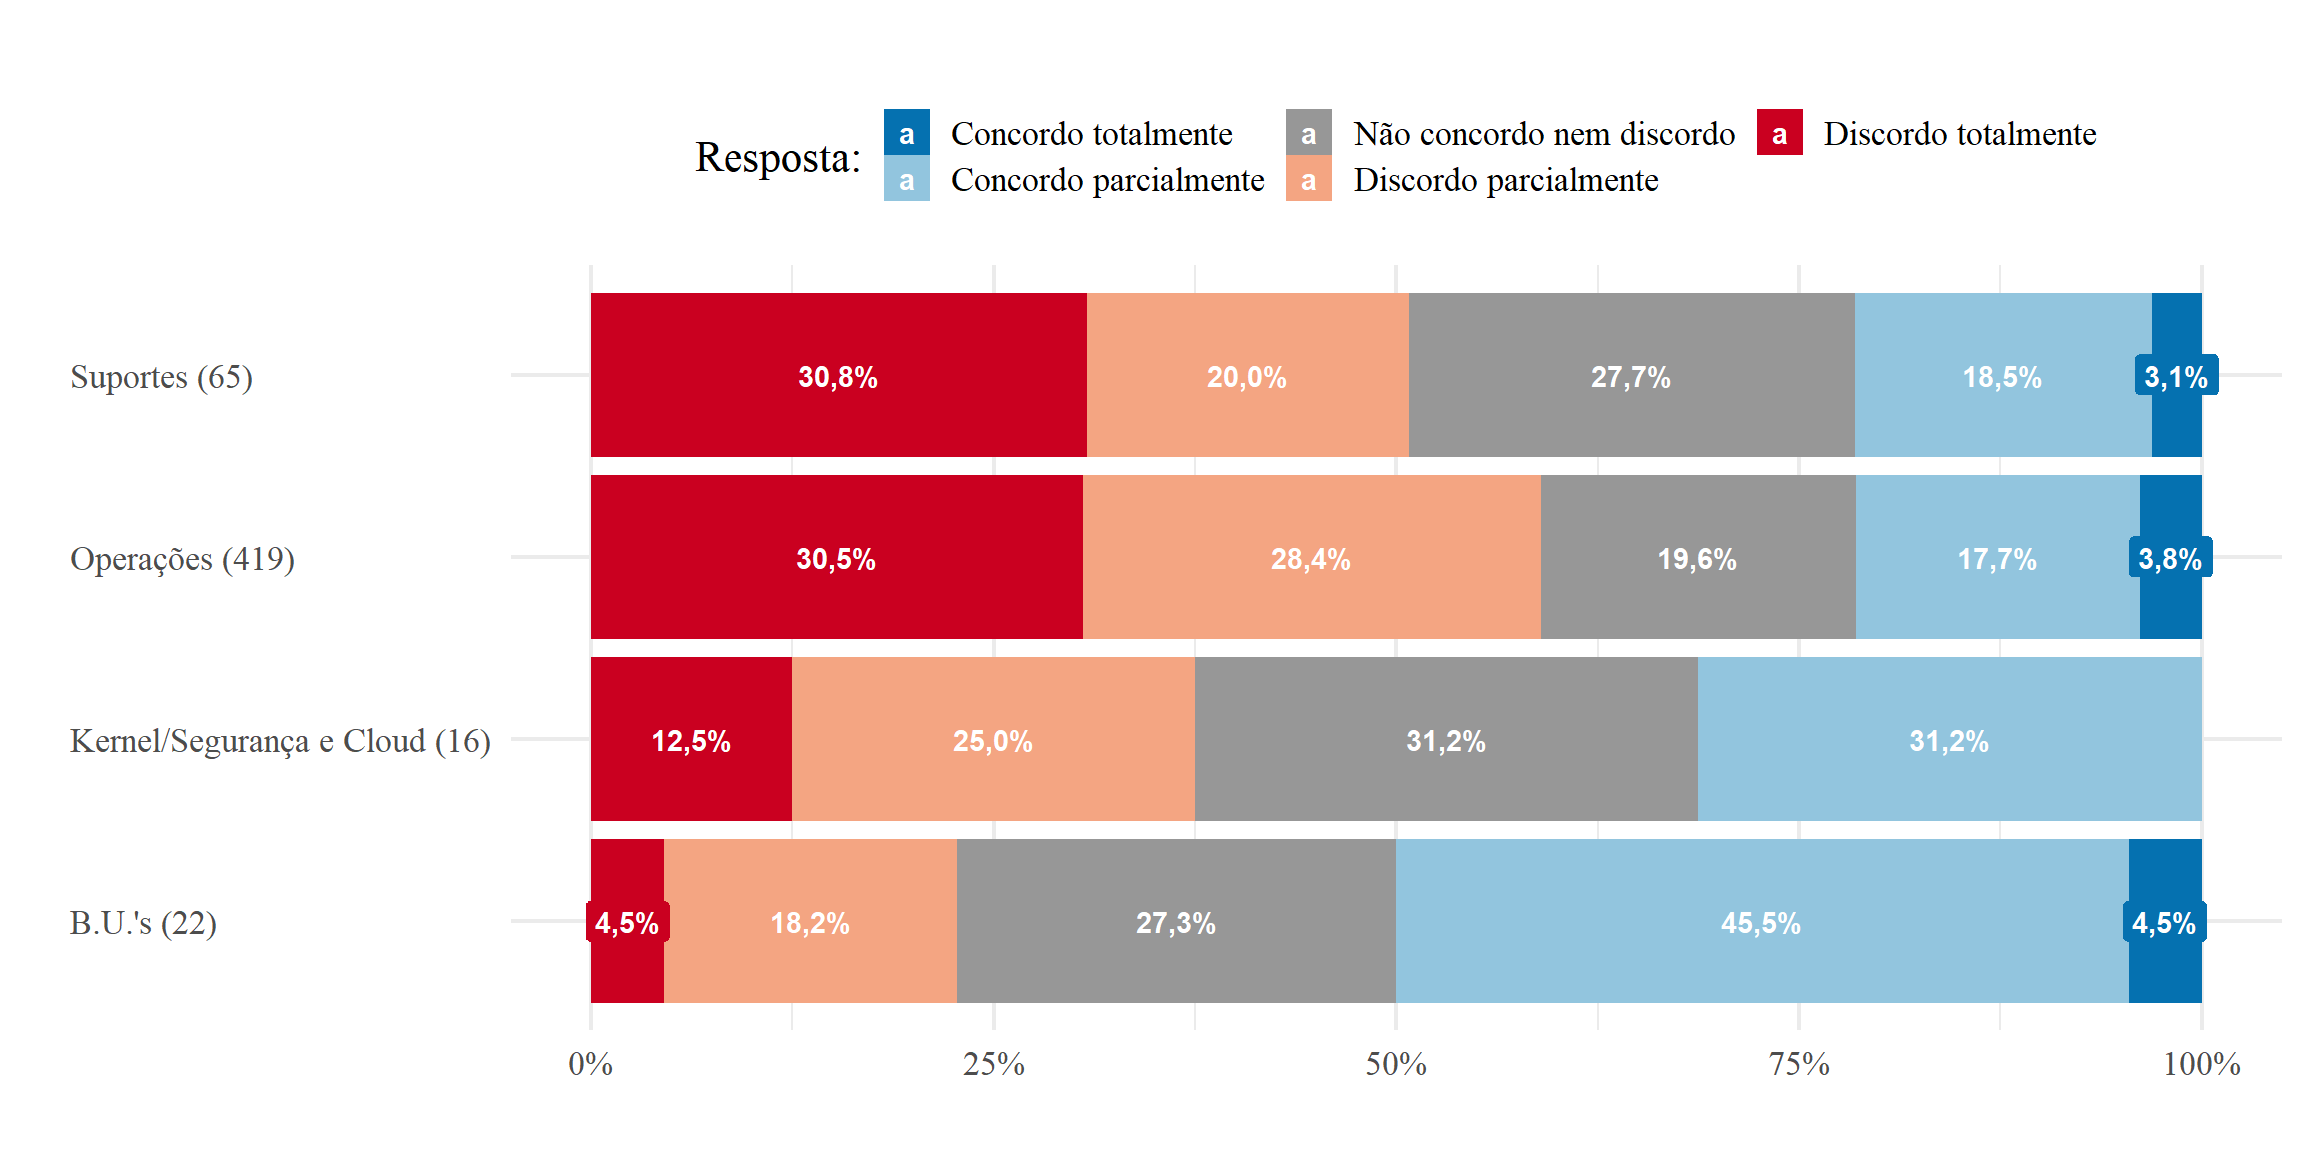 Resposta:
a Concordo totalmente a Não concordo nem discordo a Discordo totalmente
a Concordo parcialmente a Discordo parcialmente
Suportes (65) 30,8% 20,0% 27,7% 18,5% 3,1%
Operações (419) 30,5% 28,4% 19,6% 17,7% 3,8%
Kernel/Segurança e Cloud (16) 12,5% 25,0% 31,2% 31,2%
B.U.'s (22) 4,5% 18,2% 27,3% 45,5% 4,5%
0% 25% 50% 75% 100%